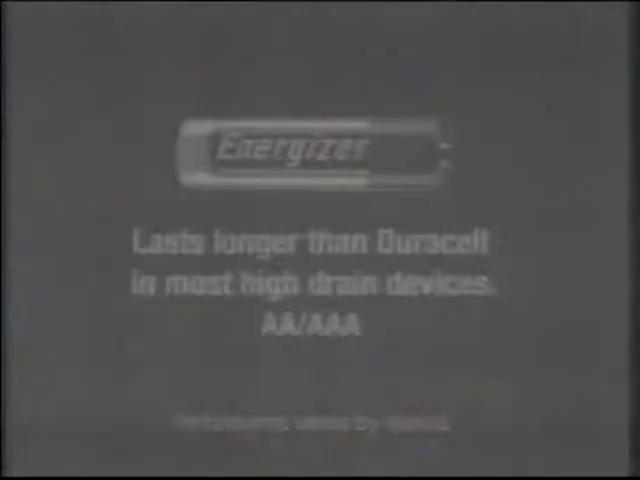 Energizer
Lasts longer than Duracell
in most high drain devices.
AA/AAA